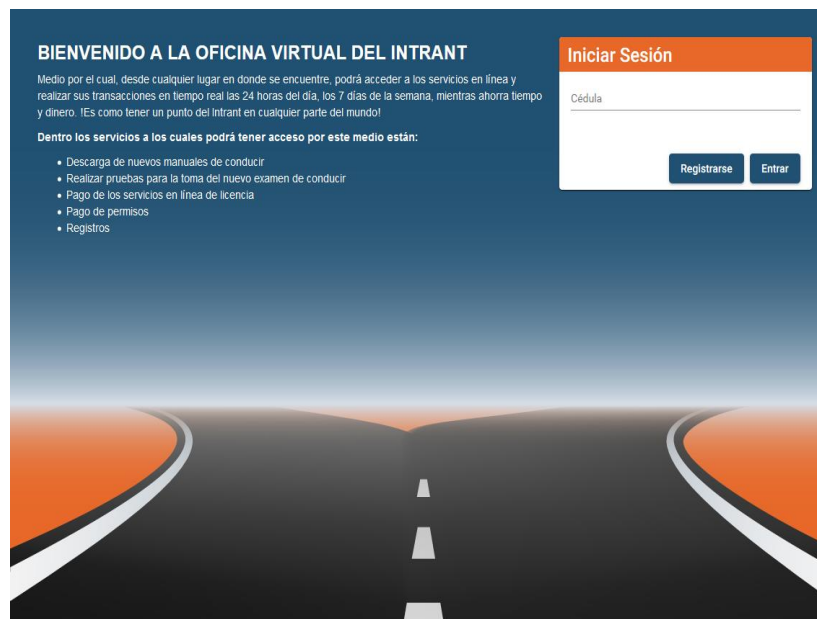 BIENVENIDO A LA OFICINA VIRTUAL DEL INTRANT
Medio por el cual, desde cualquier lugar en donde se encuentre, podrá acceder a los servicios en línea y
realizar sus transacciones en tiempo real las 24 horas del día, los 7 días de la semana, mientras ahorra tiempo
y dinero. !Es como tener un punto del Intrant en cualquier parte del mundo!
Dentro los servicios a los cuales podrá tener acceso por este medio están:
• Descarga de nuevos manuales de conducir
• Realizar pruebas para la toma del nuevo examen de conducir
• Pago de los servicios en línea de licencia
• Pago de permisos
• Registros
Iniciar Sesión
Cédula
Registrarse
Entrar